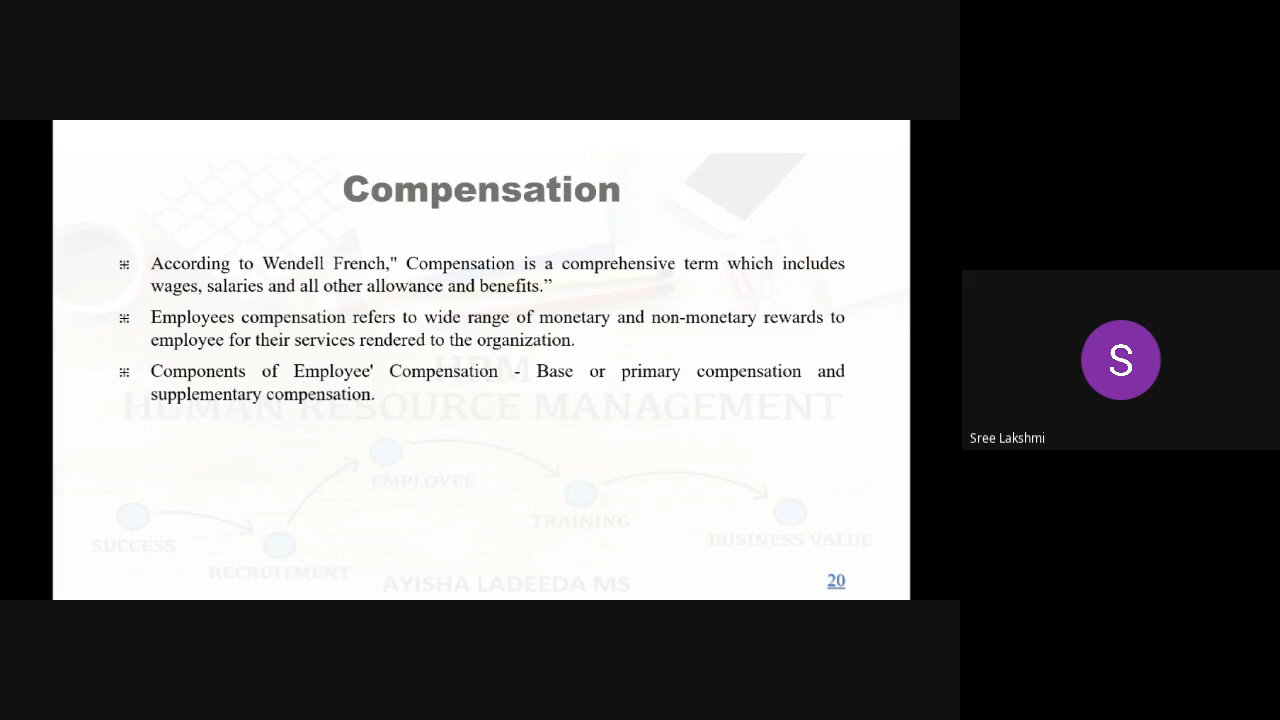 Compensation
According to Wendell French," Compensation is a comprehensive term which includes
wages, salaries and all other allowance and benefits.”
Employees compensation refers to wide range of monetary and non-monetary rewards to
employee for their services rendered to the organization.
Components of Employee' Compensation - Base or primary compensation and
supplementary compensation.
HRM
HUMAN RESOURCE MANAGEMENT
EMPLOYEE
TRAINING
SUCCESS
BUSINESS VALUE
RECRUITMENT
AYISHA LADEEDA MS
20
S
Sree Lakshmi